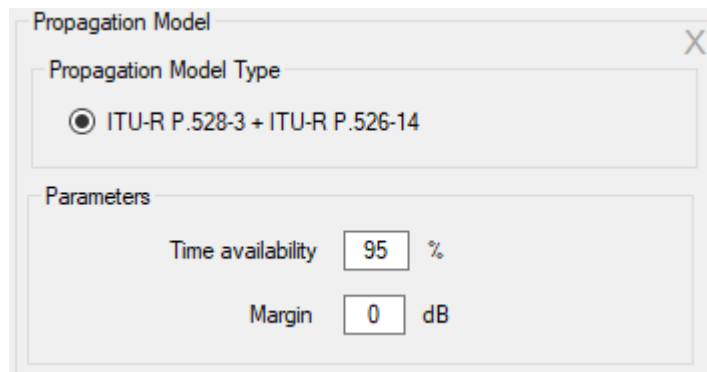 Propagation Model
X
Propagation Model Type
ITU-R P.528-3 + ITU-R P.526-14
Parameters
Time availability 95 %
Margin 0 dB